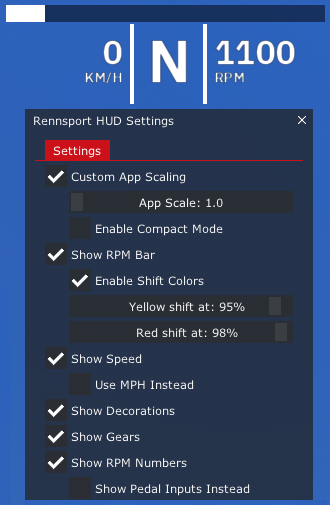 0 N 1100
KM/H RPM
Rennsport HUD Settings
Settings
Custom App Scaling
App Scale: 1.0
Enable Compact Mode
Show RPM Bar
Enable Shift Colors
Yellow shift at: 95%
Red shift at: 98%
Show Speed
Use MPH Instead
Show Decorations
Show Gears
Show RPM Numbers
Show Pedal Inputs Instead